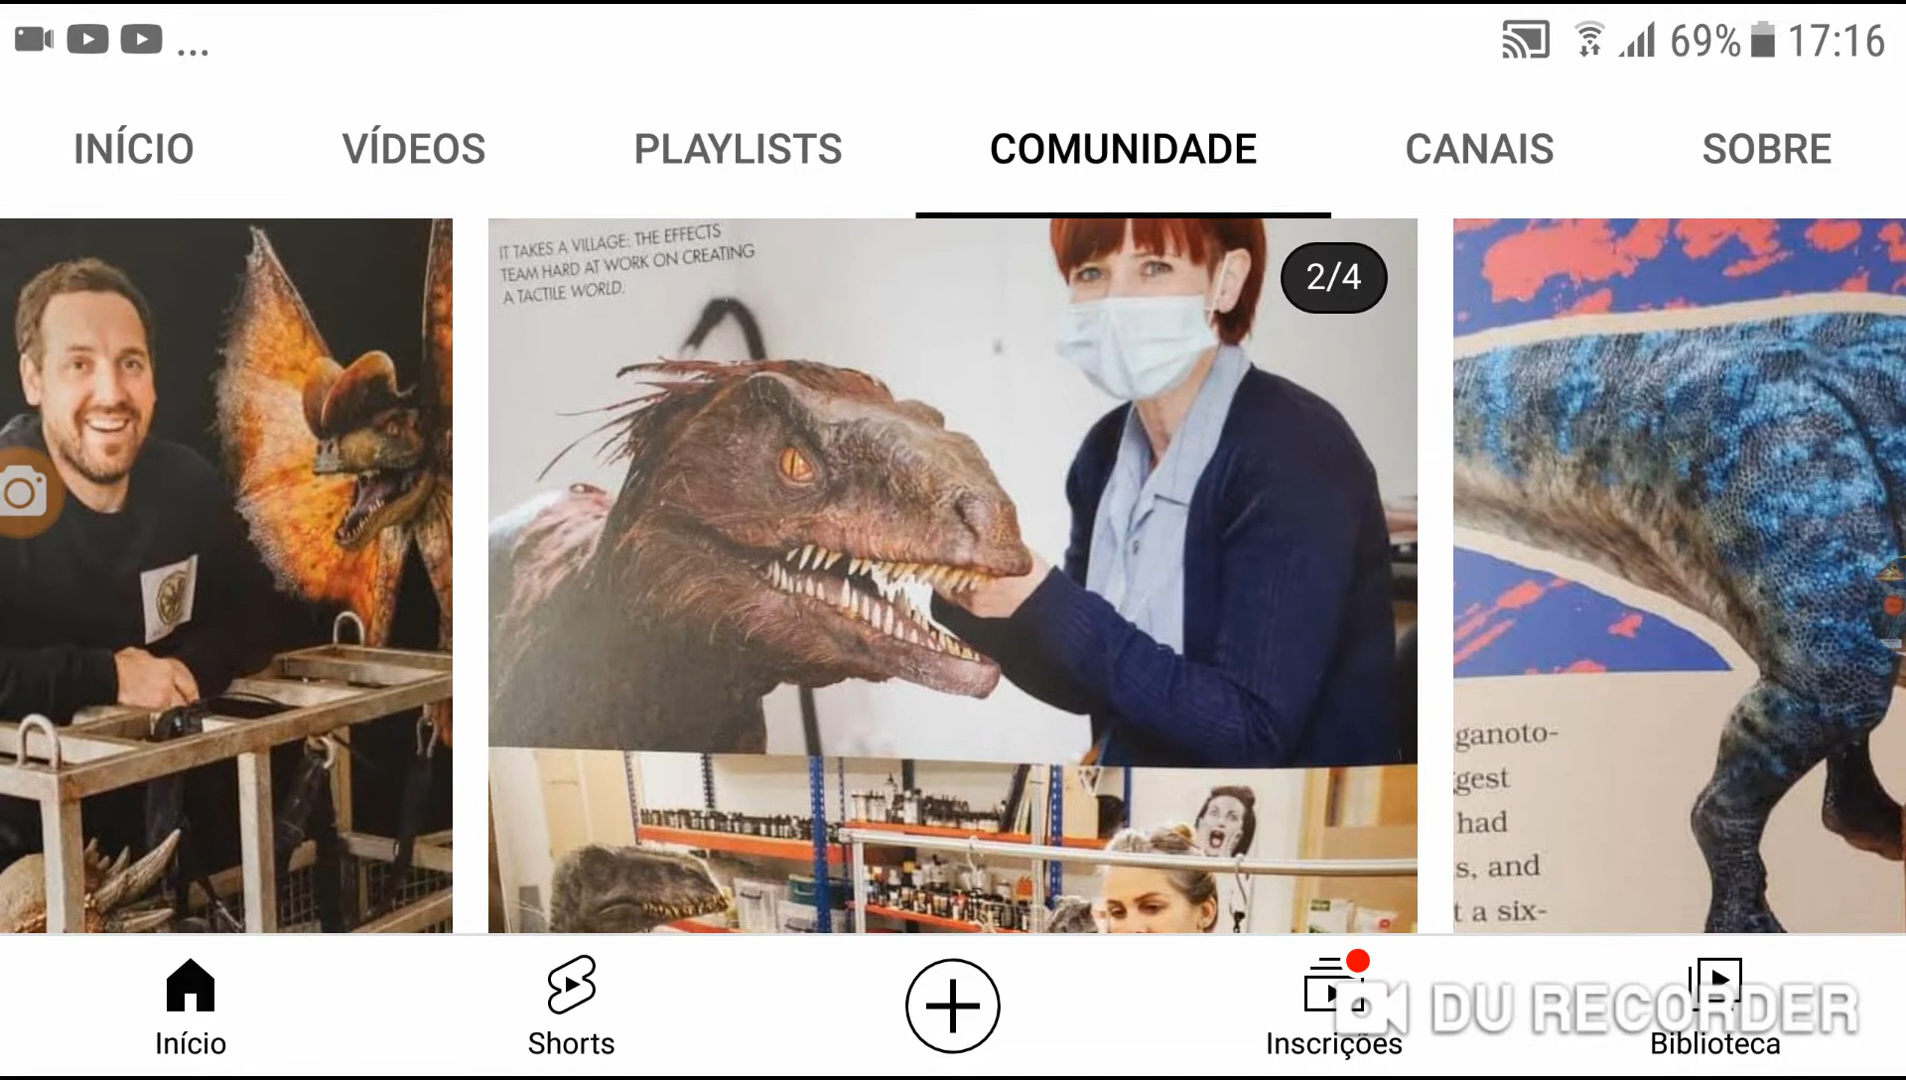 ... 69% 17:16
INÍCIO VÍDEOS PLAYLISTS COMUNIDADE CANAIS SOBRE
IT TAKES A VILLAGE: THE EFFECTS
TEAM HARD AT WORK ON CREATING
A TACTILE WORLD.
2/4
ganoto-
gest
had
s, and
t a six-
Início Shorts Inscrições Biblioteca
DU RECORDER